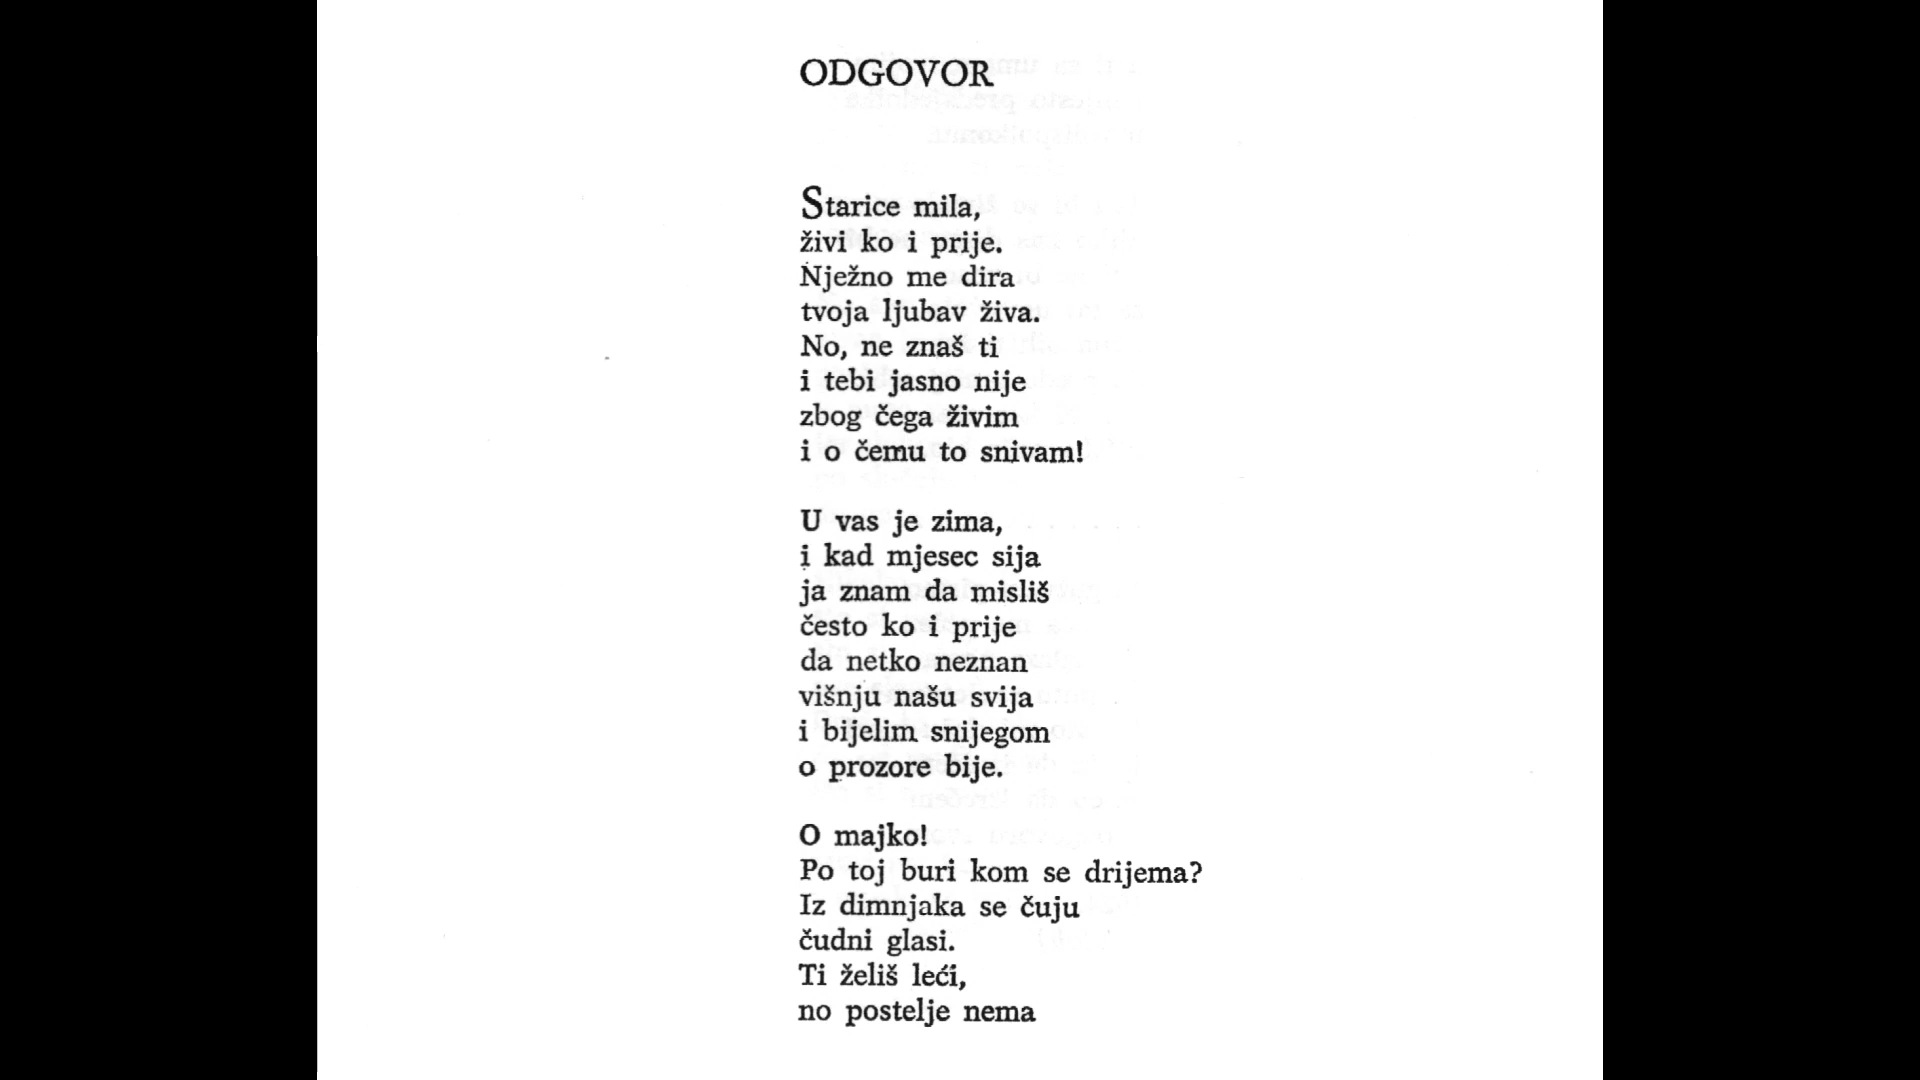 ODGOVOR
Starice mila,
živi ko i prije.
Nježno me dira
tvoja ljubav živa.
No, ne znaš ti
i tebi jasno nije
zbog čega živim
i o čemu to snivam!
U vas je zima,
i kad mjesec sija
ja znam da misliš
često ko i prije
da netko neznan
višnju našu svija
i bijelim snijegom
o prozore bije.
O majko!
Po toj buri kom se drijema?
Iz dimnjaka se čuju
čudni glasi.
Ti želiš leći,
no postelje nema